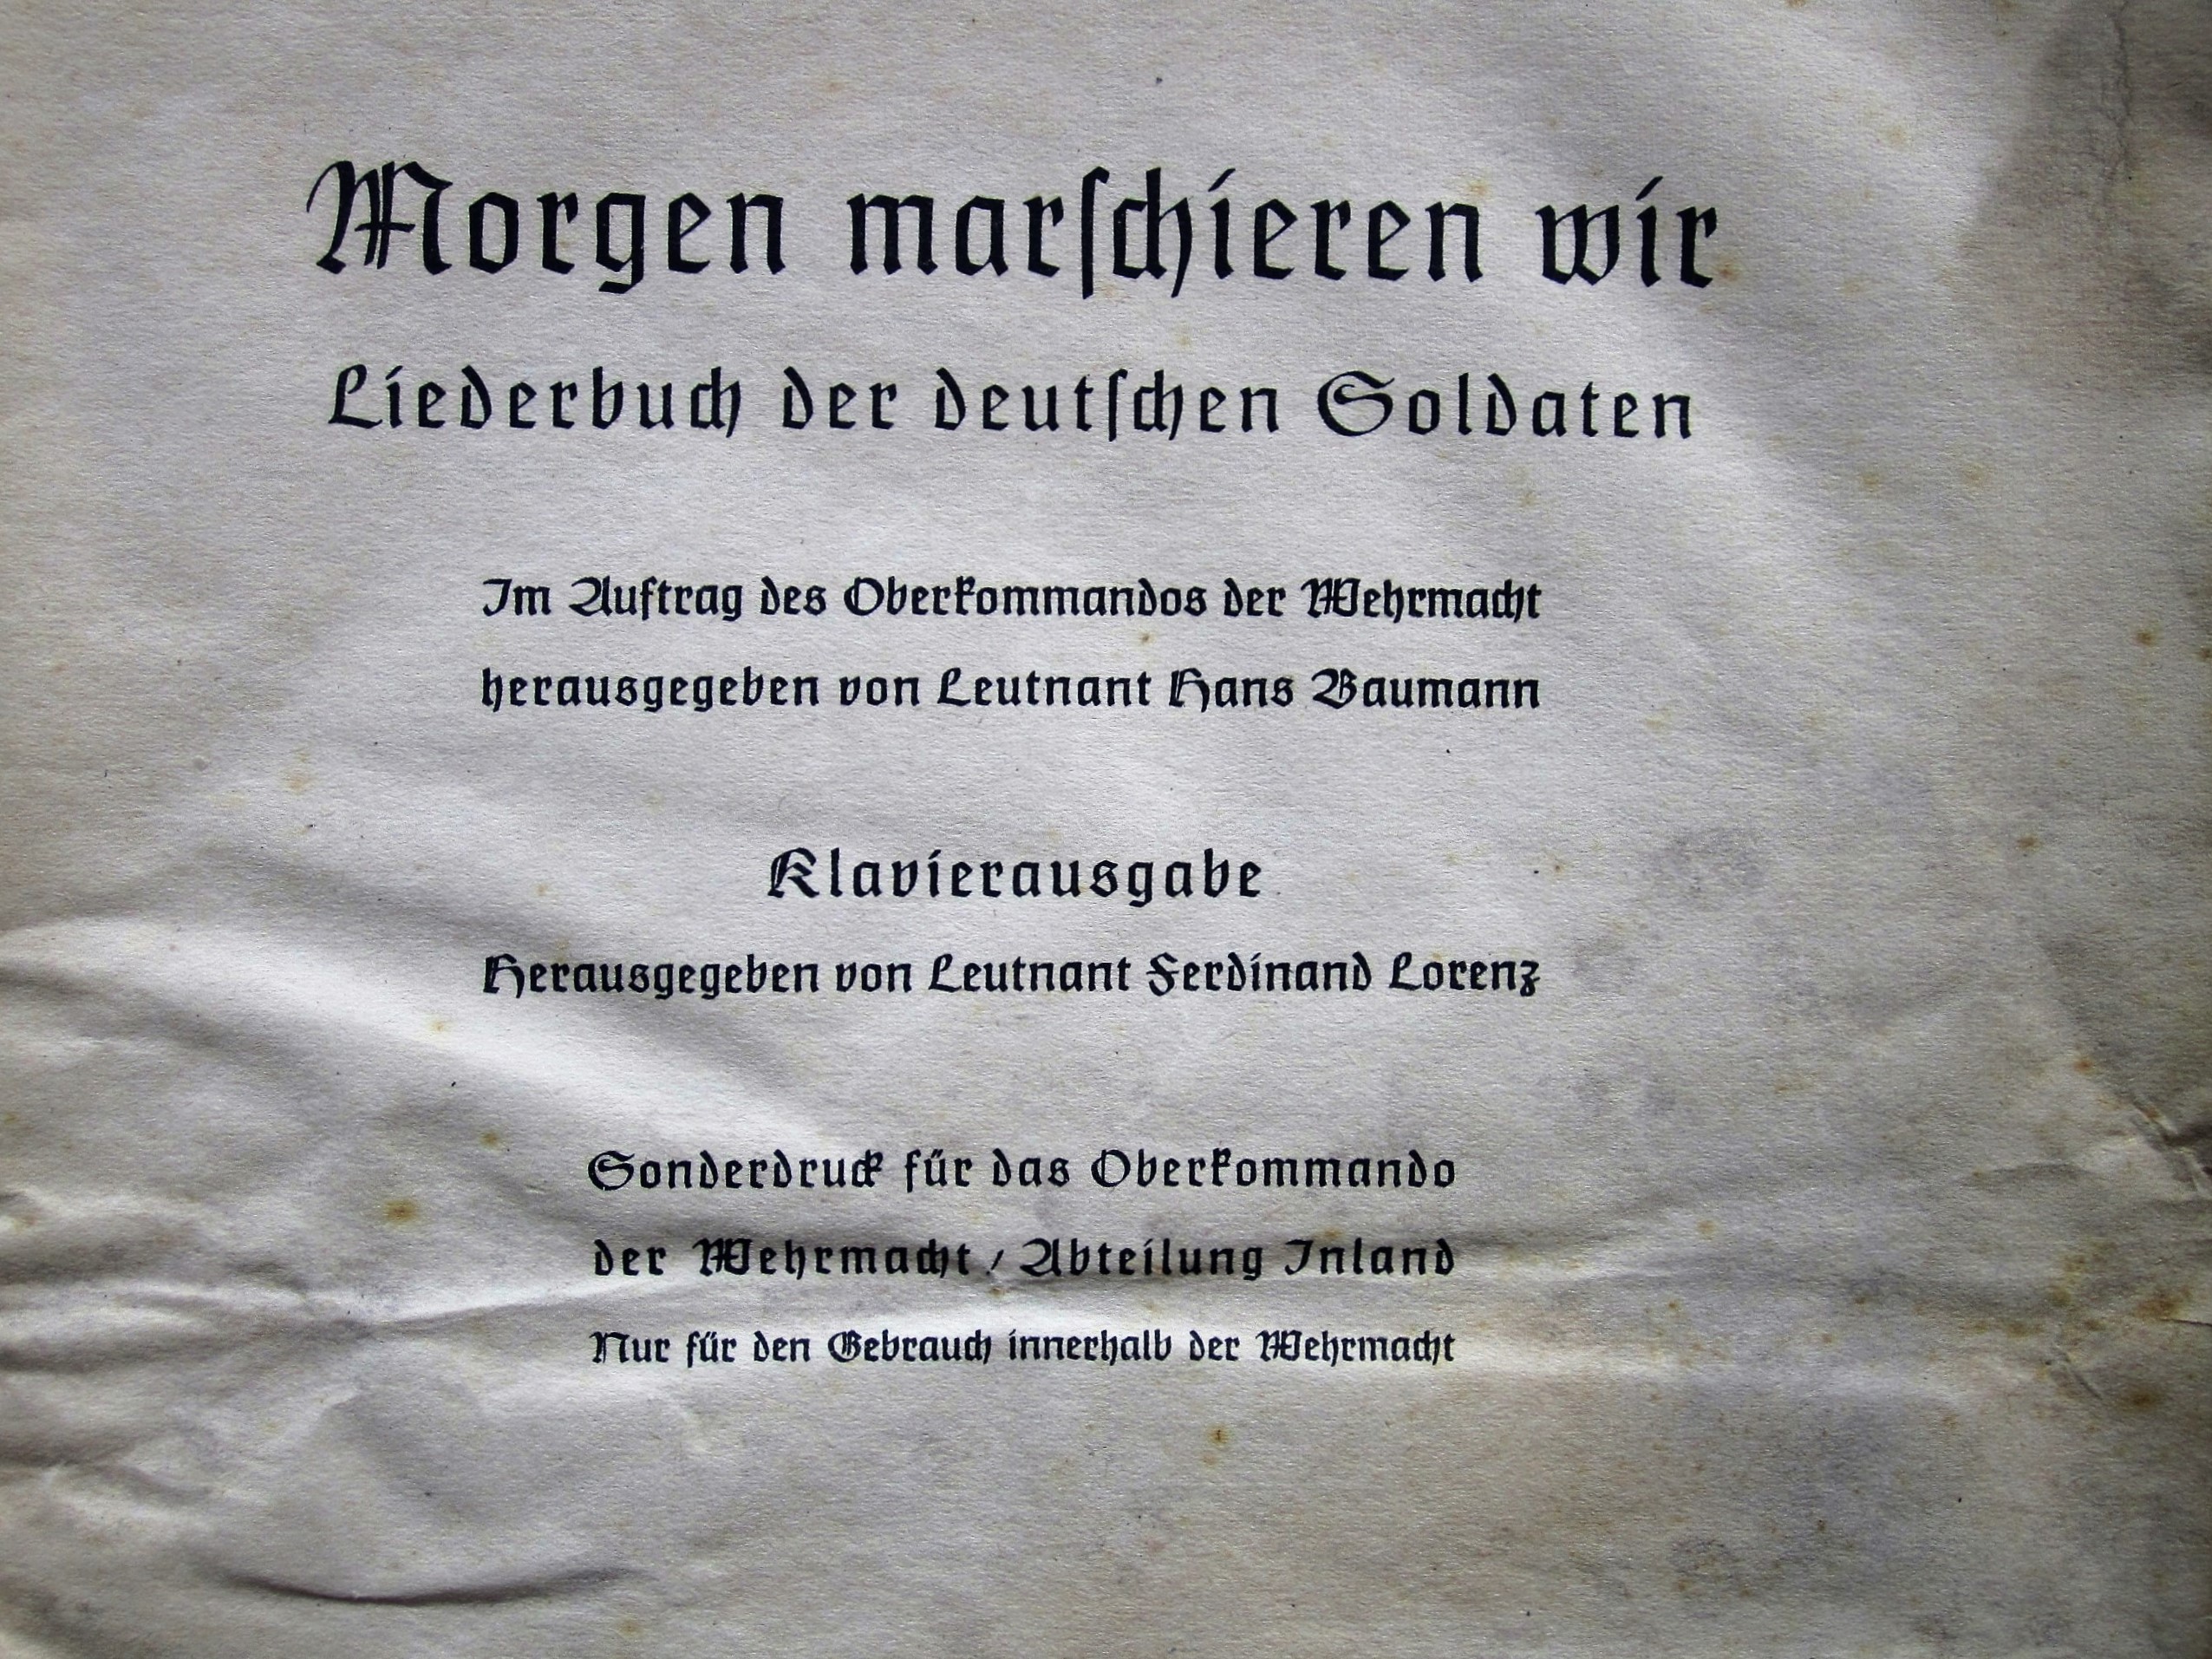 Morgen marſchieren wir
Liederbuch der deutſchen Soldaten
Im Auftrag des Oberkommandos der Wehrmacht
herausgegeben von Leutnant Hans Baumann
Klavierausgabe
Herausgegeben von Leutnant Ferdinand Lorenz
Sonderdruck für das Oberkommando
der Wehrmacht / Abteilung Inland
Nur für den Gebrauch innerhalb der Wehrmacht